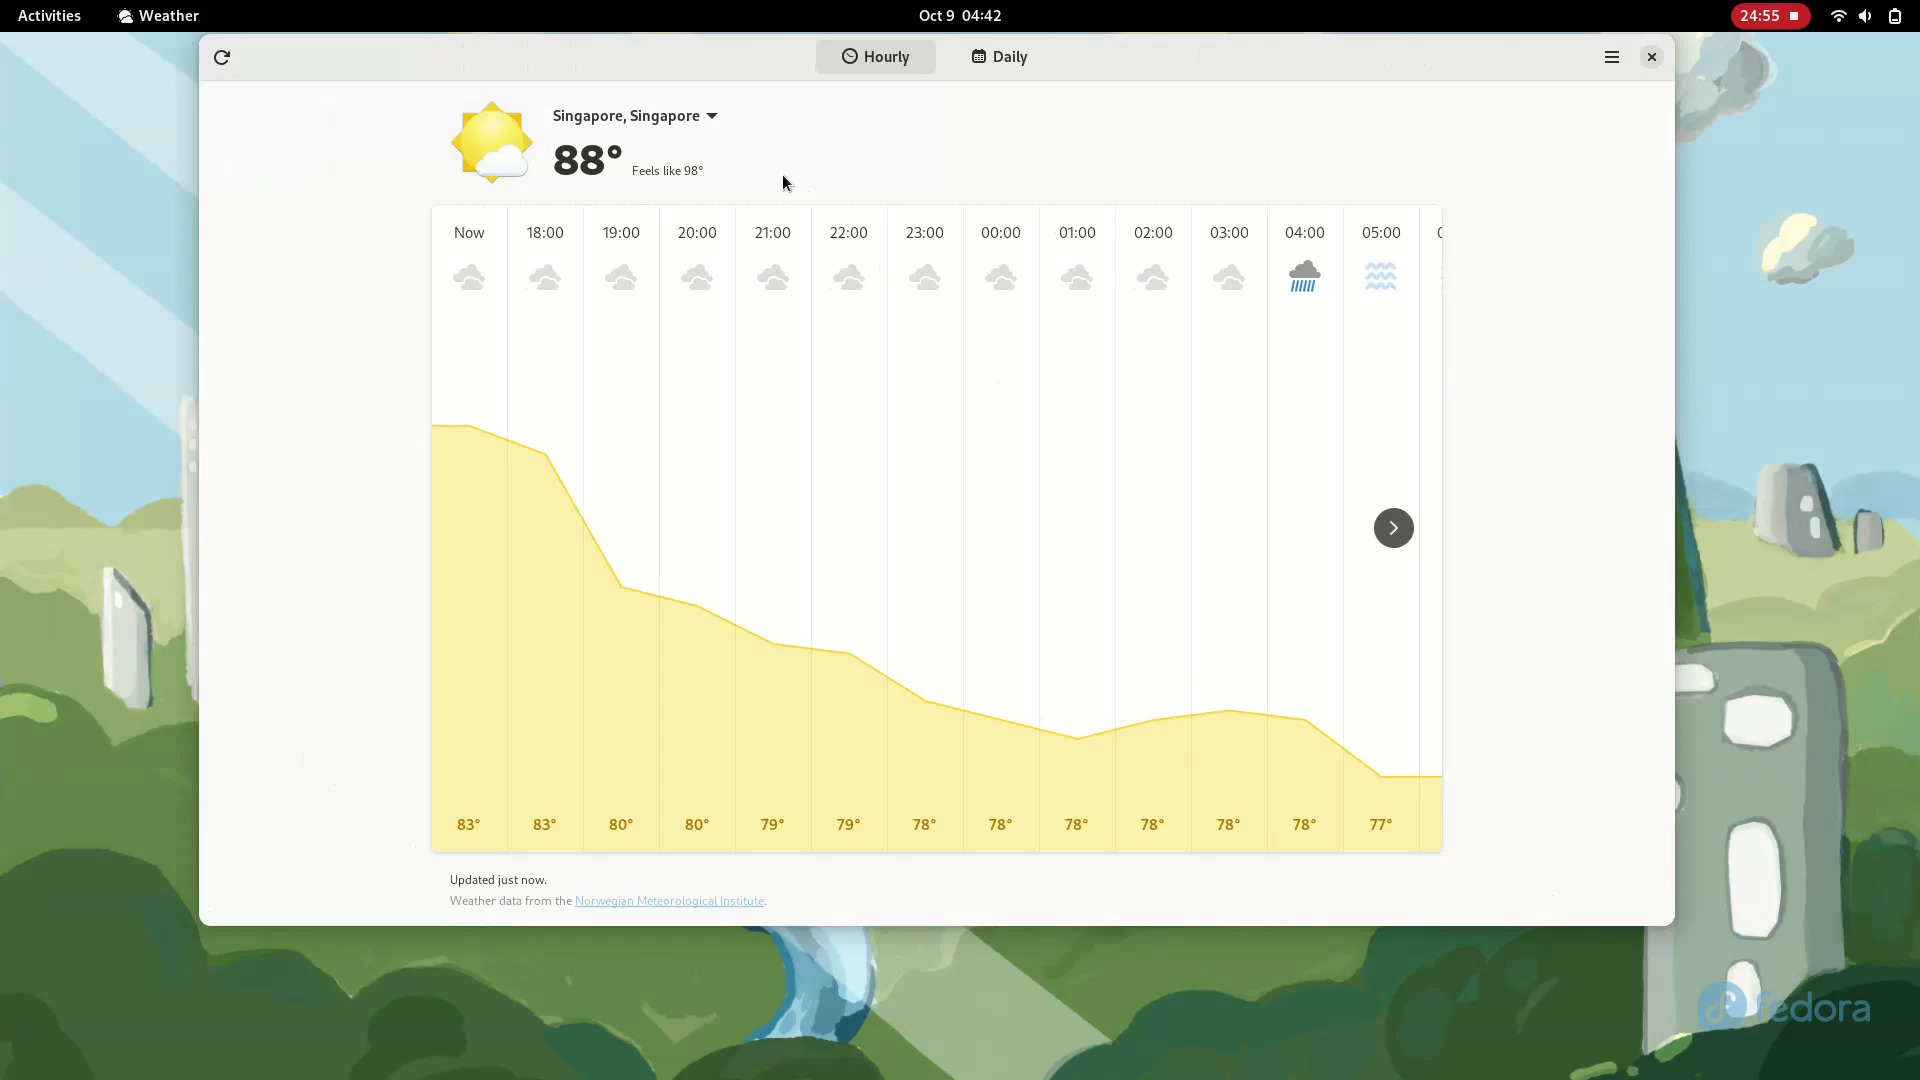 Activities
Weather
Oct 9 04:42
24:55
Hourly
Daily
Singapore, Singapore
88°
Feels like 98°
Now 18:00 19:00 20:00 21:00 22:00 23:00 00:00 01:00 02:00 03:00 04:00 05:00
83° 83° 80° 80° 79° 79° 78° 78° 78° 78° 78° 78° 77°
Updated just now.
Weather data from the Norwegian Meteorological Institute.
fedora